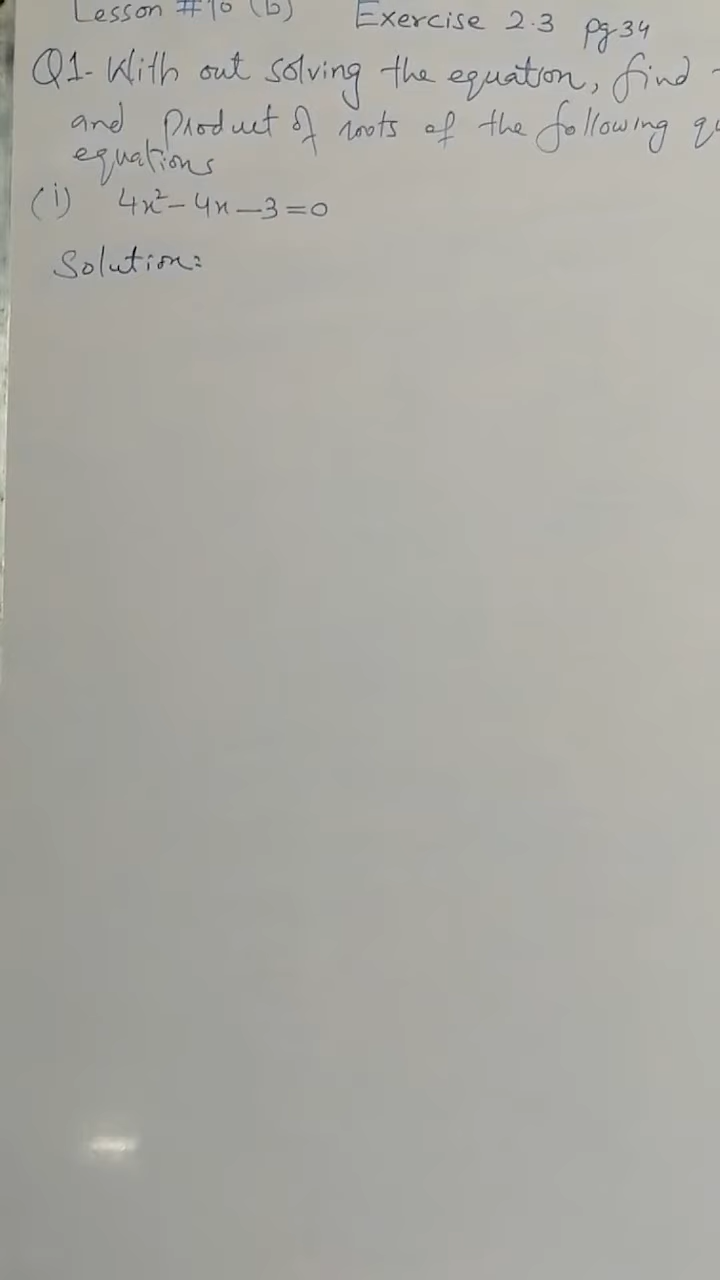 Lesson #10 (b) Exercise 2.3 pg 34
Q1- With out solving the equation, find
and product of roots of the following
equations
(i) 4x²-4x-3=0
Solution: